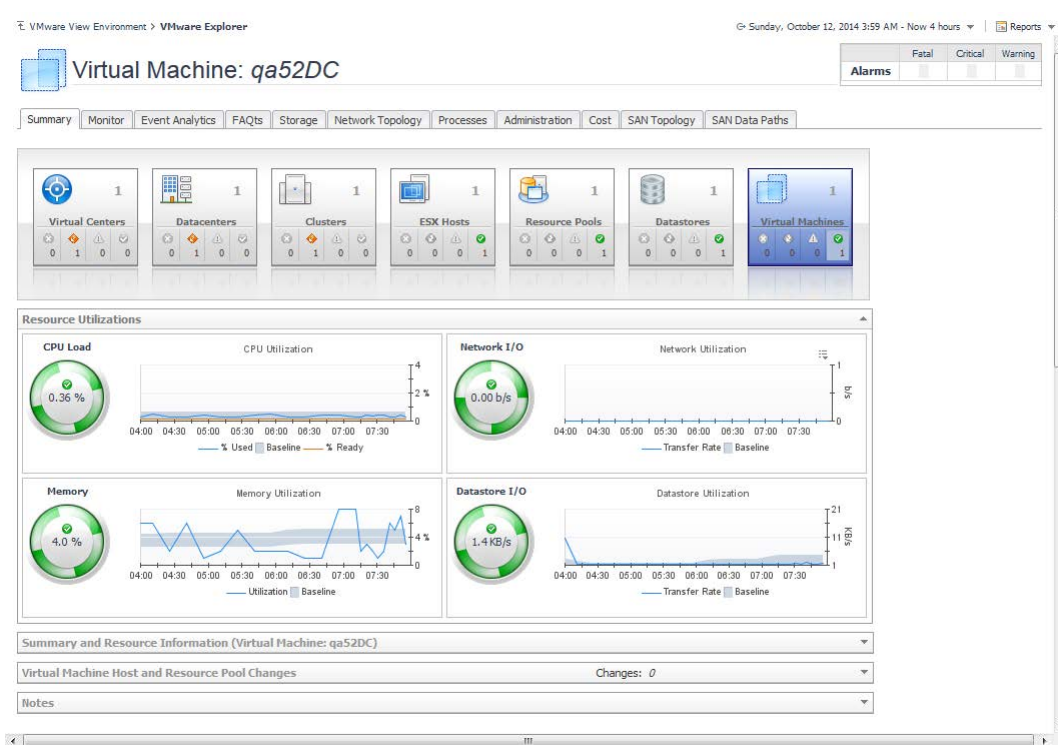 VMware View Environment > VMware Explorer
Sunday, October 12, 2014 3:59 AM - Now 4 hours
Reports
Virtual Machine: qa52DC
Fatal Critical Warning
Alarms
Summary Monitor Event Analytics FAQts Storage Network Topology Processes Administration Cost SAN Topology SAN Data Paths
1 1 1 1 1 1 1
Virtual Centers Datacenters Clusters ESX Hosts Resource Pools Datastores Virtual Machines
0 1 0 0 0 1 0 0 0 1 0 0 0 0 0 1 0 0 0 1 0 0 0 1 0 0 0 1
Resource Utilizations
CPU Load
CPU Utilization
0.36 %
4
2 %
0
04:00 04:30 05:00 05:30 06:00 06:30 07:00 07:30
% Used Baseline % Ready
Network I/O
Network Utilization
0.00 b/s
1
b/s
0
04:00 04:30 05:00 05:30 06:00 06:30 07:00 07:30
Transfer Rate Baseline
Memory
Memory Utilization
4.0 %
8
4 %
0
04:00 04:30 05:00 05:30 06:00 06:30 07:00 07:30
Utilization Baseline
Datastore I/O
Datastore Utilization
1.4 KB/s
21
11
KB/s
1
04:00 04:30 05:00 05:30 06:00 06:30 07:00 07:30
Transfer Rate Baseline
Summary and Resource Information (Virtual Machine: qa52DC)
Virtual Machine Host and Resource Pool Changes Changes: 0
Notes